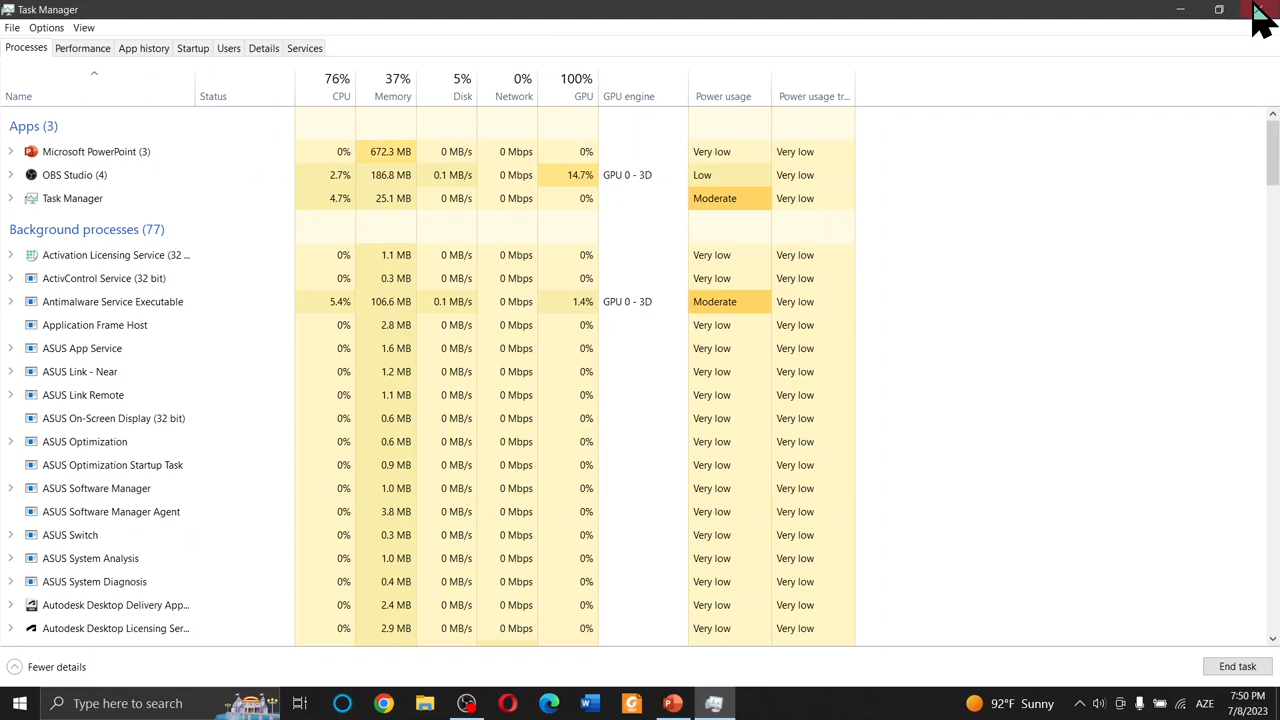 Task Manager
File Options View
Processes Performance App history Startup Users Details Services
76% 37% 5% 0% 100%
Name Status CPU Memory Disk Network GPU GPU engine Power usage Power usage tr...
Apps (3)
Microsoft PowerPoint (3) 0% 672.3 MB 0 MB/s 0 Mbps 0% Very low Very low
OBS Studio (4) 2.7% 186.8 MB 0.1 MB/s 0 Mbps 14.7% GPU 0 - 3D Low Very low
Task Manager 4.7% 25.1 MB 0 MB/s 0 Mbps 0% Moderate Very low
Background processes (77)
Activation Licensing Service (32 ... 0% 1.1 MB 0 MB/s 0 Mbps 0% Very low Very low
ActivControl Service (32 bit) 0% 0.3 MB 0 MB/s 0 Mbps 0% Very low Very low
Antimalware Service Executable 5.4% 106.6 MB 0.1 MB/s 0 Mbps 1.4% GPU 0 - 3D Moderate Very low
Application Frame Host 0% 2.8 MB 0 MB/s 0 Mbps 0% Very low Very low
ASUS App Service 0% 1.6 MB 0 MB/s 0 Mbps 0% Very low Very low
ASUS Link - Near 0% 1.2 MB 0 MB/s 0 Mbps 0% Very low Very low
ASUS Link Remote 0% 1.1 MB 0 MB/s 0 Mbps 0% Very low Very low
ASUS On-Screen Display (32 bit) 0% 0.6 MB 0 MB/s 0 Mbps 0% Very low Very low
ASUS Optimization 0% 0.6 MB 0 MB/s 0 Mbps 0% Very low Very low
ASUS Optimization Startup Task 0% 0.9 MB 0 MB/s 0 Mbps 0% Very low Very low
ASUS Software Manager 0% 1.0 MB 0 MB/s 0 Mbps 0% Very low Very low
ASUS Software Manager Agent 0% 3.8 MB 0 MB/s 0 Mbps 0% Very low Very low
ASUS Switch 0% 0.3 MB 0 MB/s 0 Mbps 0% Very low Very low
ASUS System Analysis 0% 1.0 MB 0 MB/s 0 Mbps 0% Very low Very low
ASUS System Diagnosis 0% 0.4 MB 0 MB/s 0 Mbps 0% Very low Very low
Autodesk Desktop Delivery App... 0% 2.4 MB 0 MB/s 0 Mbps 0% Very low Very low
Autodesk Desktop Licensing Ser... 0% 2.9 MB 0 MB/s 0 Mbps 0% Very low Very low
Fewer details End task
Type here to search 92°F Sunny AZE 7:50 PM
7/8/2023